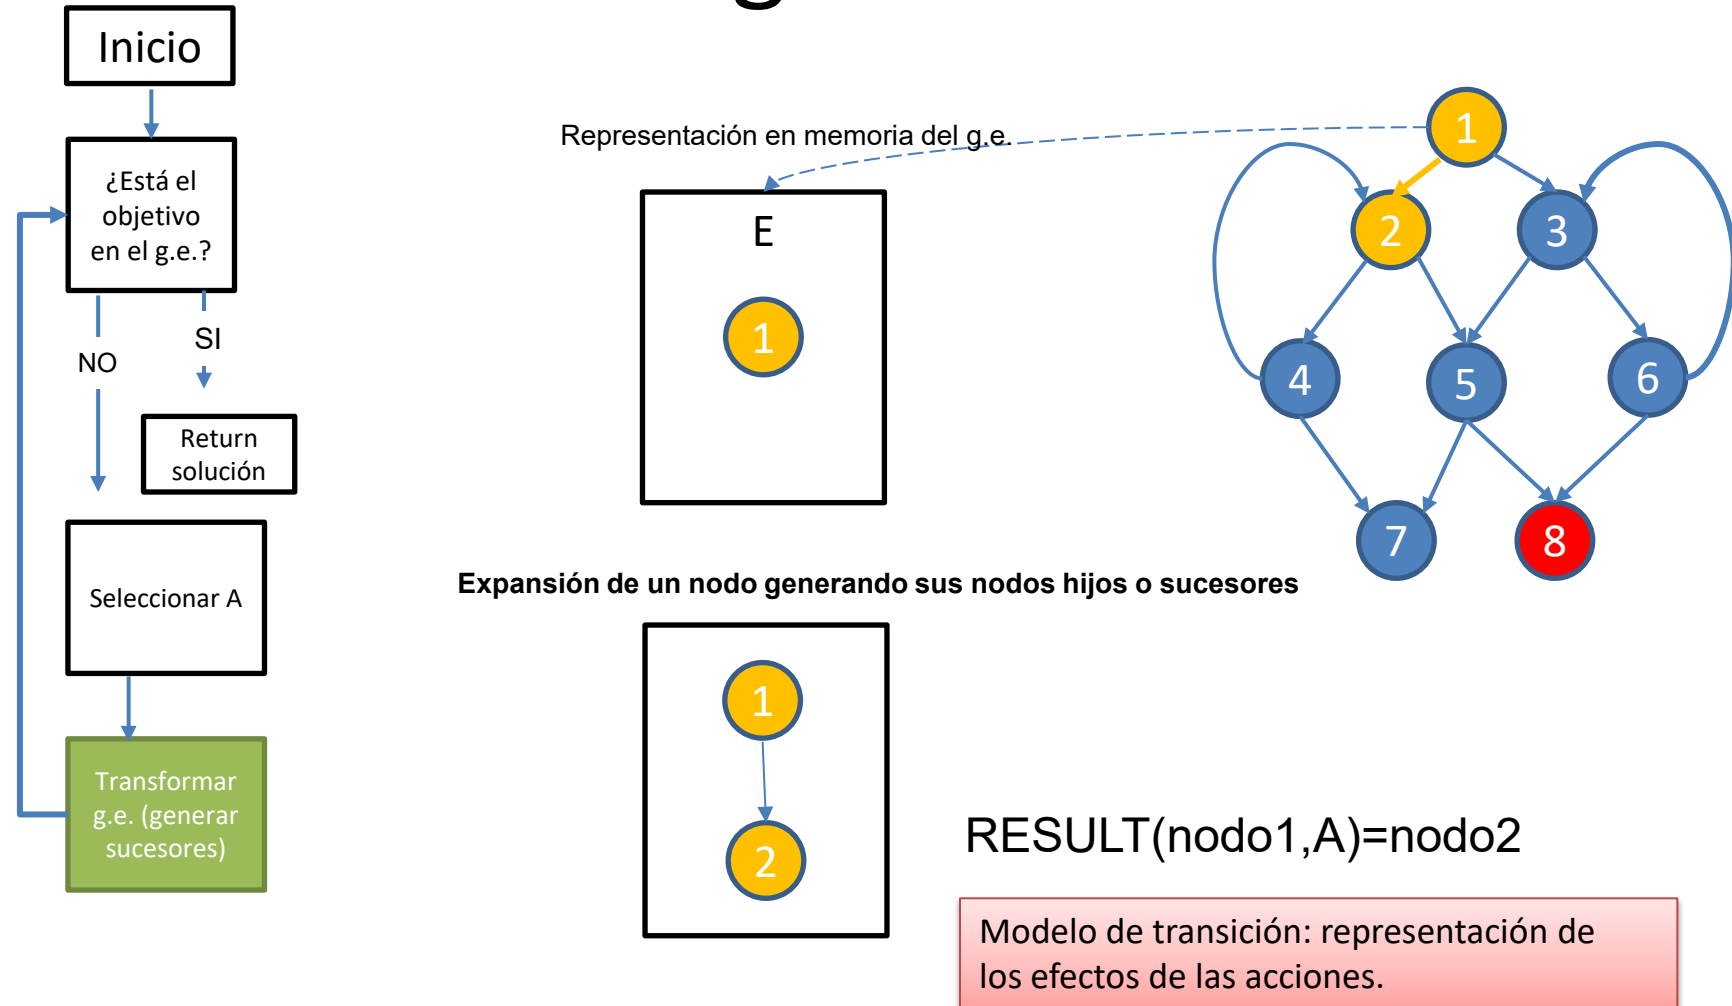 Inicio
¿Está el
objetivo
en el g.e.?
SI
NO
Return
solución
Seleccionar A
Transformar
g.e. (generar
sucesores)
Representación en memoria del g.e.
E
1
Expansión de un nodo generando sus nodos hijos o sucesores
1
2
1
2
3
4
5
6
7
8
RESULT(nodo1,A)=nodo2
Modelo de transición: representación de
los efectos de las acciones.